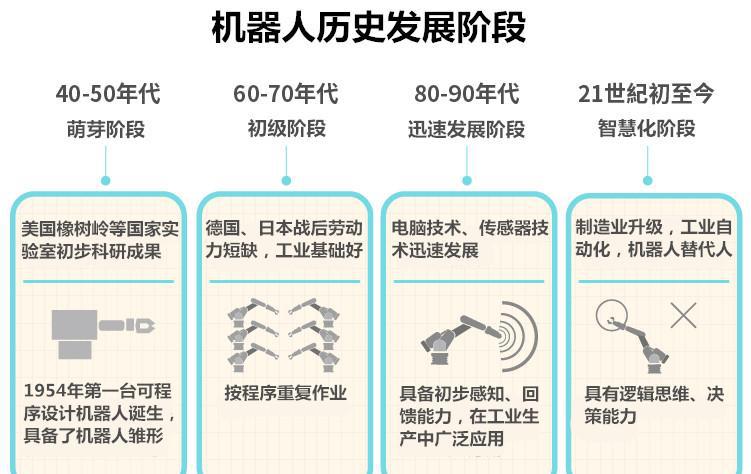 机器人历史发展阶段
40-50年代
萌芽阶段
美国橡树岭等国家实
验室初步科研成果
1954年第一台可程
序设计机器人诞生，
具备了机器人雏形
60-70年代
初级阶段
德国、日本战后劳动
力短缺，工业基础好
按程序重复作业
80-90年代
迅速发展阶段
电脑技术、传感器技
术迅速发展
具备初步感知、回
馈能力，在工业生
产中广泛应用
21世紀初至今
智慧化阶段
制造业升级，工业自
动化，机器人替代人
具有逻辑思维、决
策能力